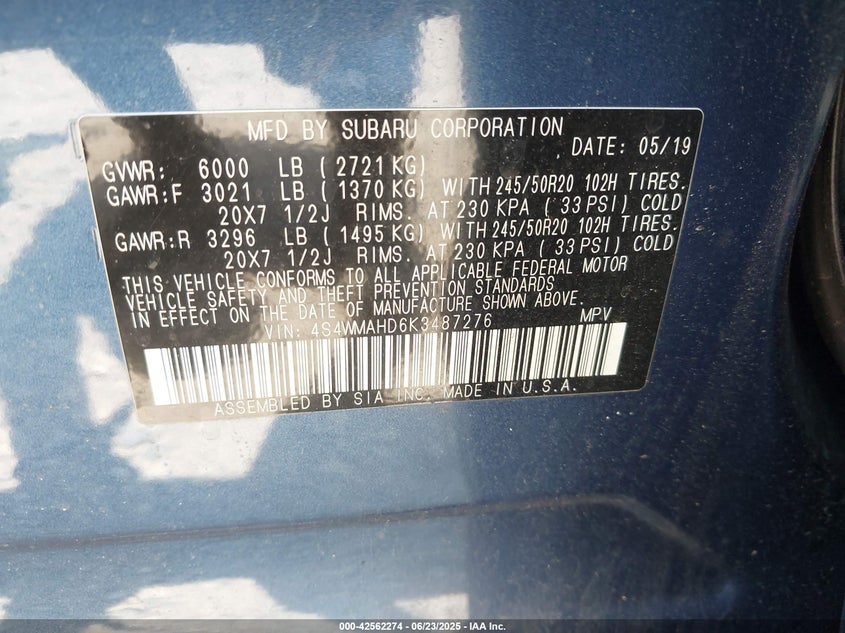 MFD BY SUBARU CORPORATION
DATE: 05/19
GVWR: 6000 LB ( 2721 KG)
GAWR:F 3021 LB ( 1370 KG) WITH 245/50R20 102H TIRES.
20X7 1/2J RIMS. AT 230 KPA ( 33 PSI) COLD
GAWR:R 3296 LB ( 1495 KG) WITH 245/50R20 102H TIRES.
20X7 1/2J RIMS. AT 230 KPA ( 33 PSI) COLD
THIS VEHICLE CONFORMS TO ALL APPLICABLE FEDERAL MOTOR
VEHICLE SAFETY AND THEFT PREVENTION STANDARDS
IN EFFECT ON THE DATE OF MANUFACTURE SHOWN ABOVE.
VIN: 4S4WMAHD6K3487276 MPV
ASSEMBLED BY SIA INC. MADE IN U.S.A.
000-42562274 - 06/23/2025 - IAA Inc.